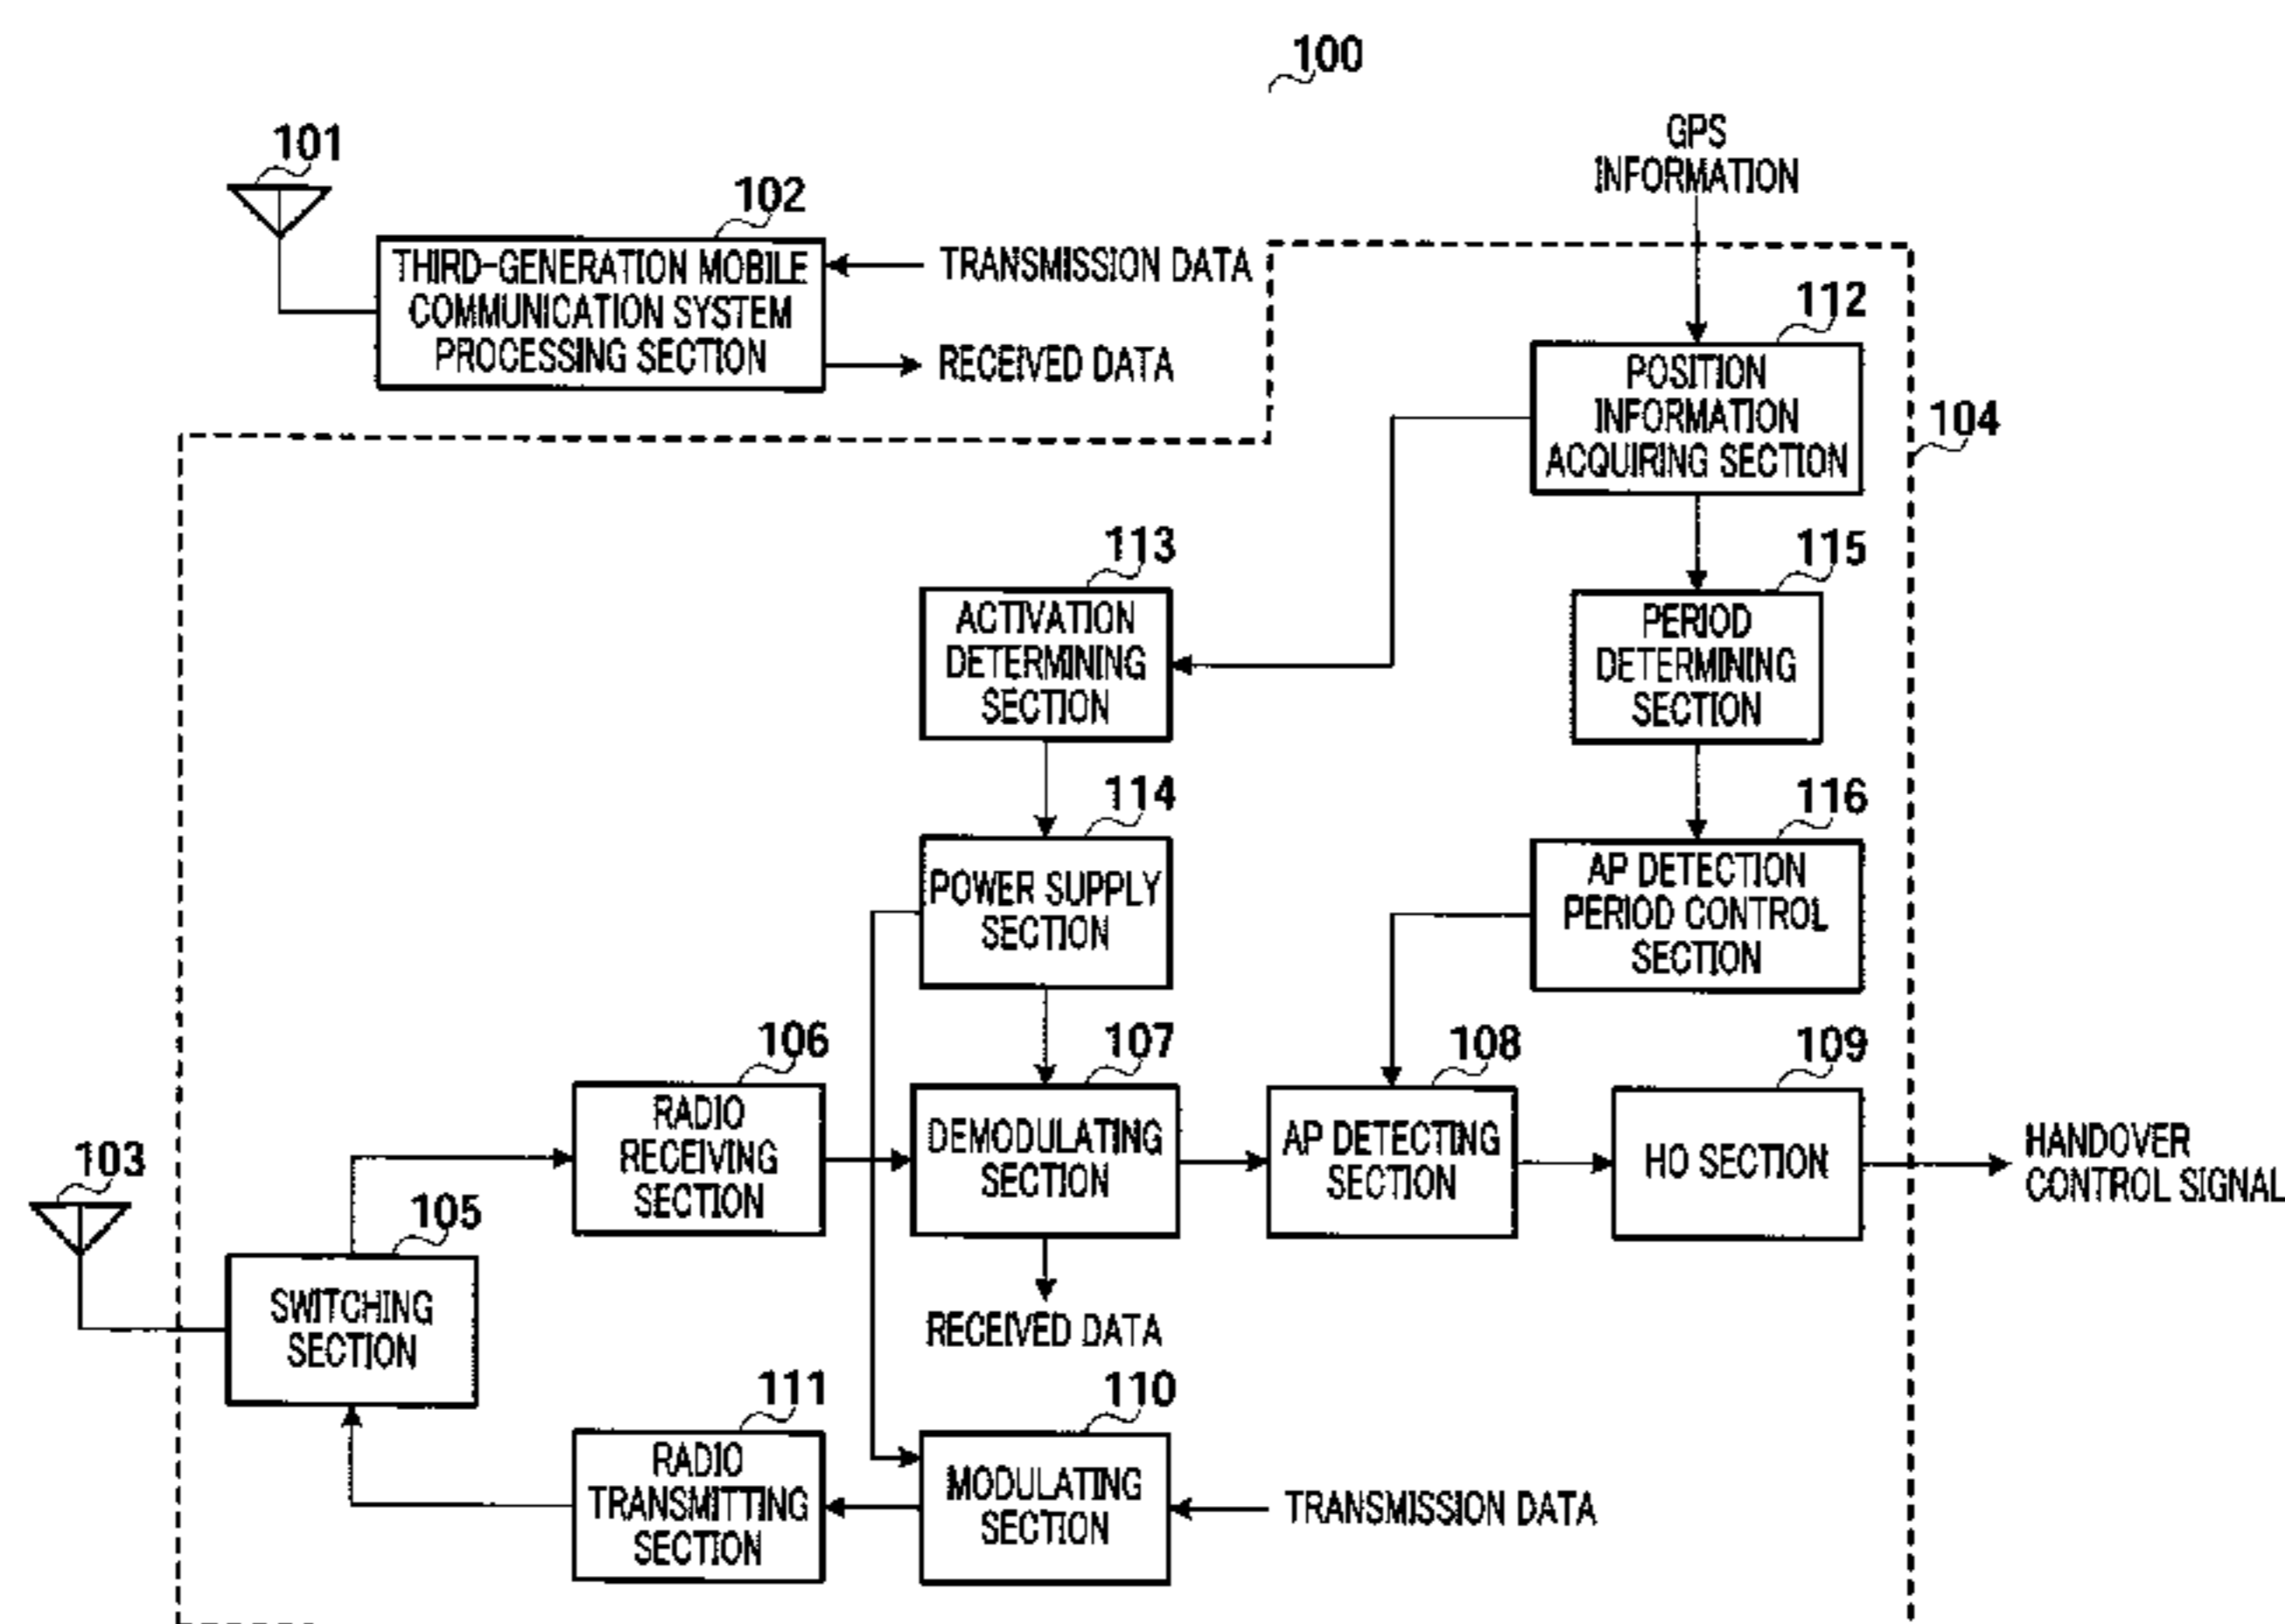 100
101
102
THIRD-GENERATION MOBILE
COMMUNICATION SYSTEM
PROCESSING SECTION
TRANSMISSION DATA
RECEIVED DATA
GPS
INFORMATION
112
POSITION
INFORMATION
ACQUIRING SECTION
104
113
ACTIVATION
DETERMINING
SECTION
115
PERIOD
DETERMINING
SECTION
114
POWER SUPPLY
SECTION
116
AP DETECTION
PERIOD CONTROL
SECTION
103
105
SWITCHING
SECTION
106
RADIO
RECEIVING
SECTION
107
DEMODULATING
SECTION
RECEIVED DATA
108
AP DETECTING
SECTION
109
HO SECTION
HANDOVER
CONTROL SIGNAL
111
RADIO
TRANSMITTING
SECTION
110
MODULATING
SECTION
TRANSMISSION DATA